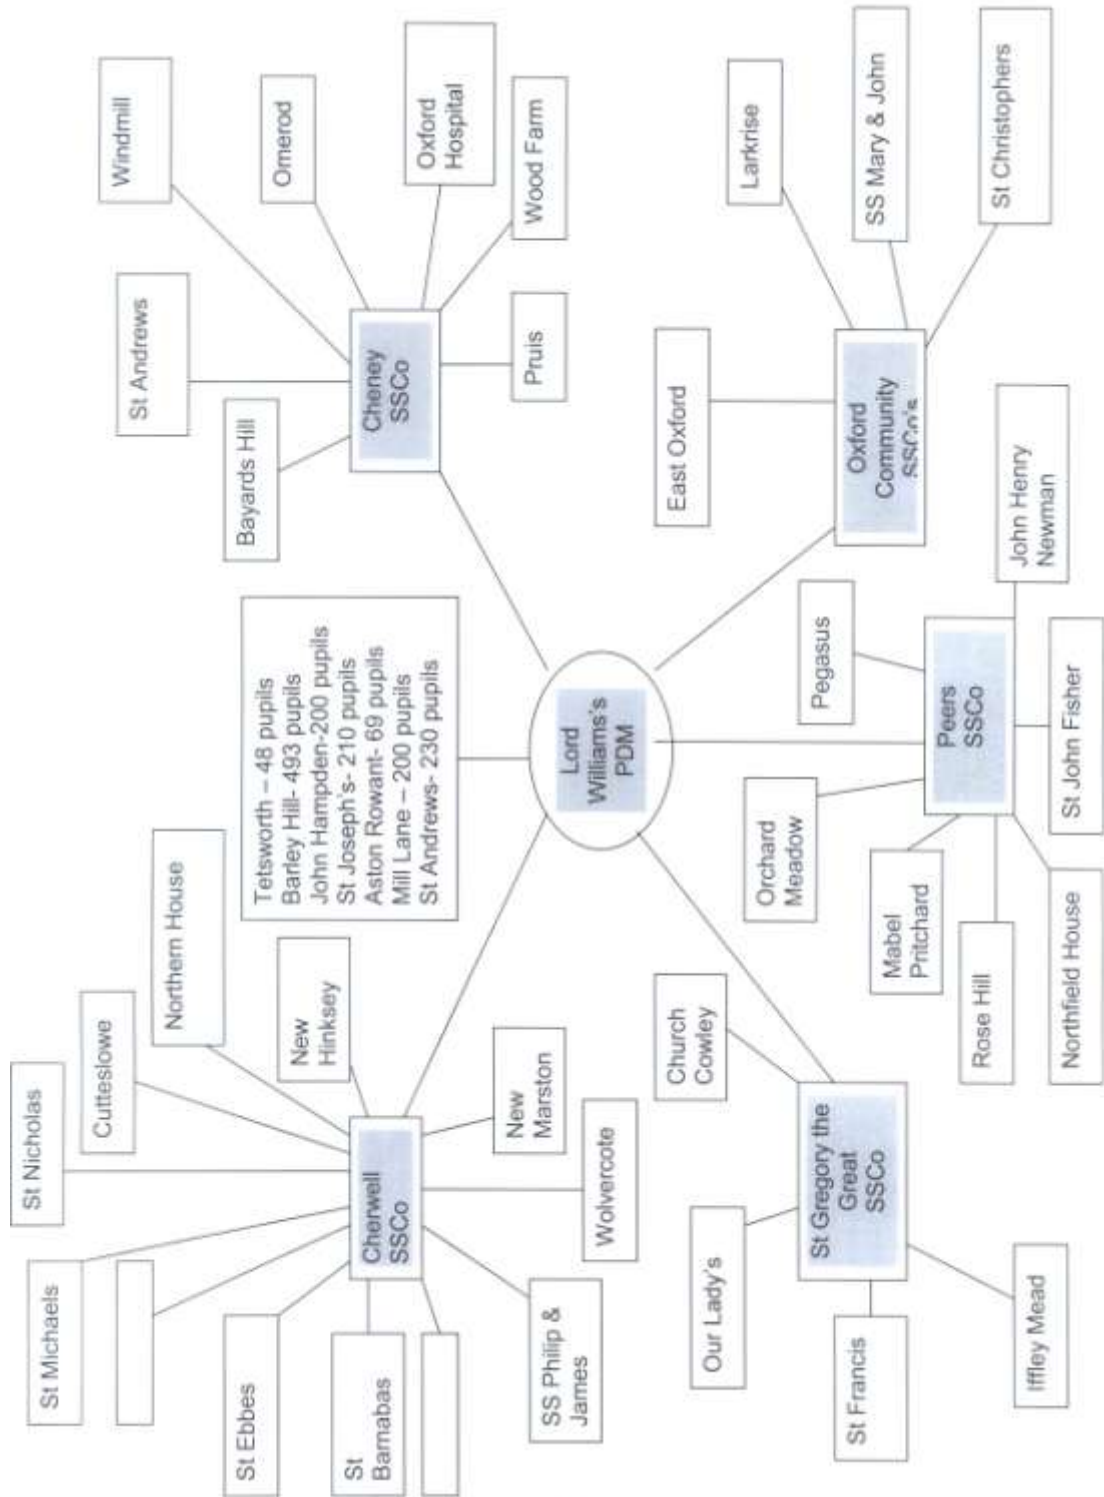 St Michaels
St Nicholas
Cutteslowe
Northern House
New
Hinksey
St Ebbes
St
Barnabas
SS Philip &
James
Wolvercote
New
Marston
Cherwell
SSCo
Tetsworth – 48 pupils
Barley Hill- 493 pupils
John Hampden-200 pupils
St Joseph's- 210 pupils
Aston Rowant- 69 pupils
Mill Lane – 200 pupils
St Andrews- 230 pupils
Bayards Hill
St Andrews
Windmill
Omerod
Oxford
Hospital
Wood Farm
Pruis
Cheney
SSCo
Lord
Williams's
PDM
Our Lady's
Church
Cowley
St Francis
Iffley Mead
St Gregory the
Great
SSCo
Orchard
Meadow
Pegasus
Mabel
Pritchard
Rose Hill
Northfield House
St John Fisher
John Henry
Newman
Peers
SSCo
East Oxford
Larkrise
SS Mary & John
St Christophers
Oxford
Community
SSCo's